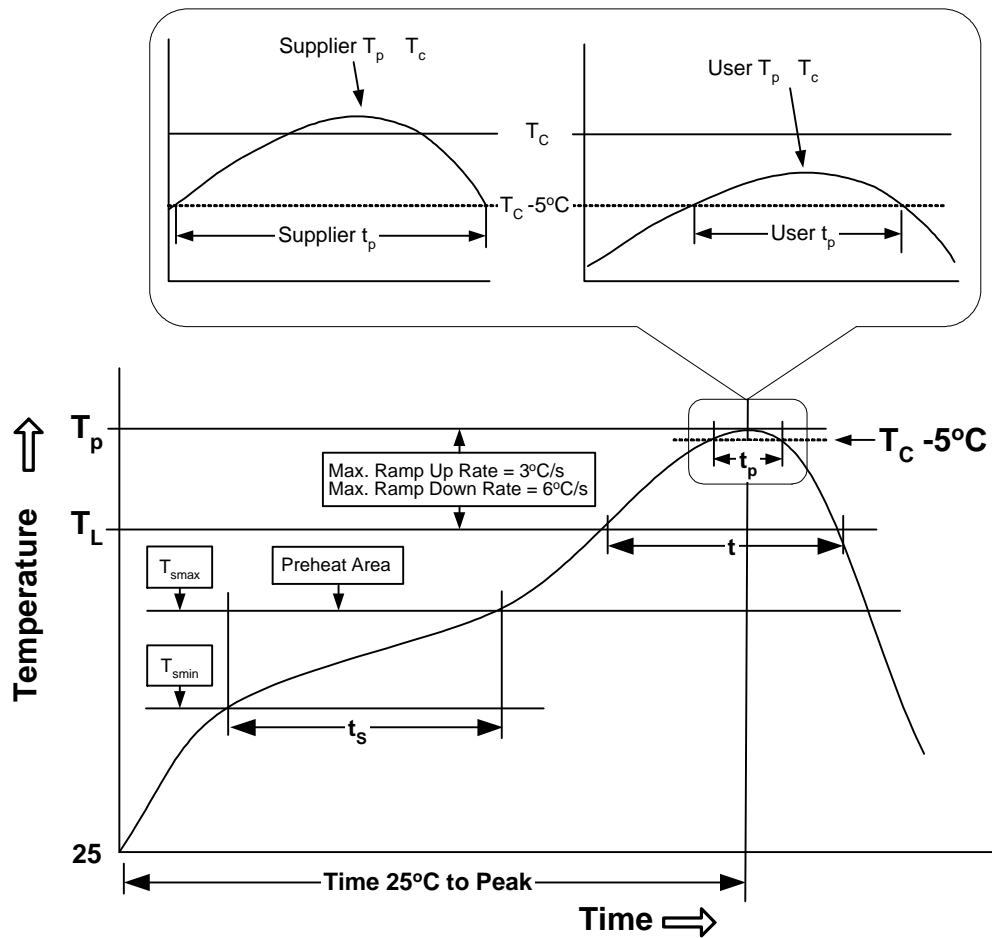 Supplier Tp Tc
User Tp Tc
TC
TC -5oC
Supplier tp
User tp
Tp
TC -5oC
tp
Max. Ramp Up Rate = 3oC/s
Max. Ramp Down Rate = 6oC/s
TL
t
Tsmax
Preheat Area
Tsmin
tS
Temperature
25
Time 25oC to Peak
Time